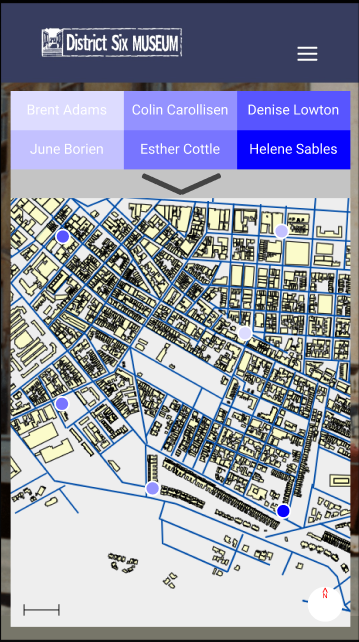 District Six MUSEUM
Brent Adams Colin Carollisen Denise Lowton
June Borien Esther Cottle Helene Sables
N